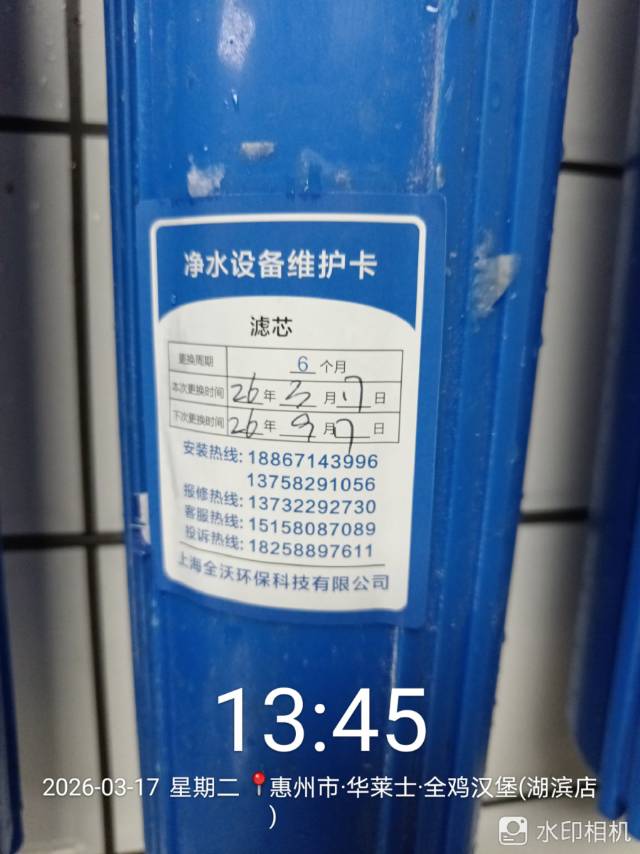 净水设备维护卡
滤芯
更换周期 6 个月
本次更换时间 26 年 3 月 17 日
下次更换时间 26 年 9 月 7 日
安装热线: 18867143996
13758291056
报修热线: 13732292730
客服热线: 15158087089
投诉热线: 18258897611
上海全沃环保科技有限公司
13:45
2026-03-17 星期二 📍惠州市·华莱士·全鸡汉堡(湖滨店
)
水印相机